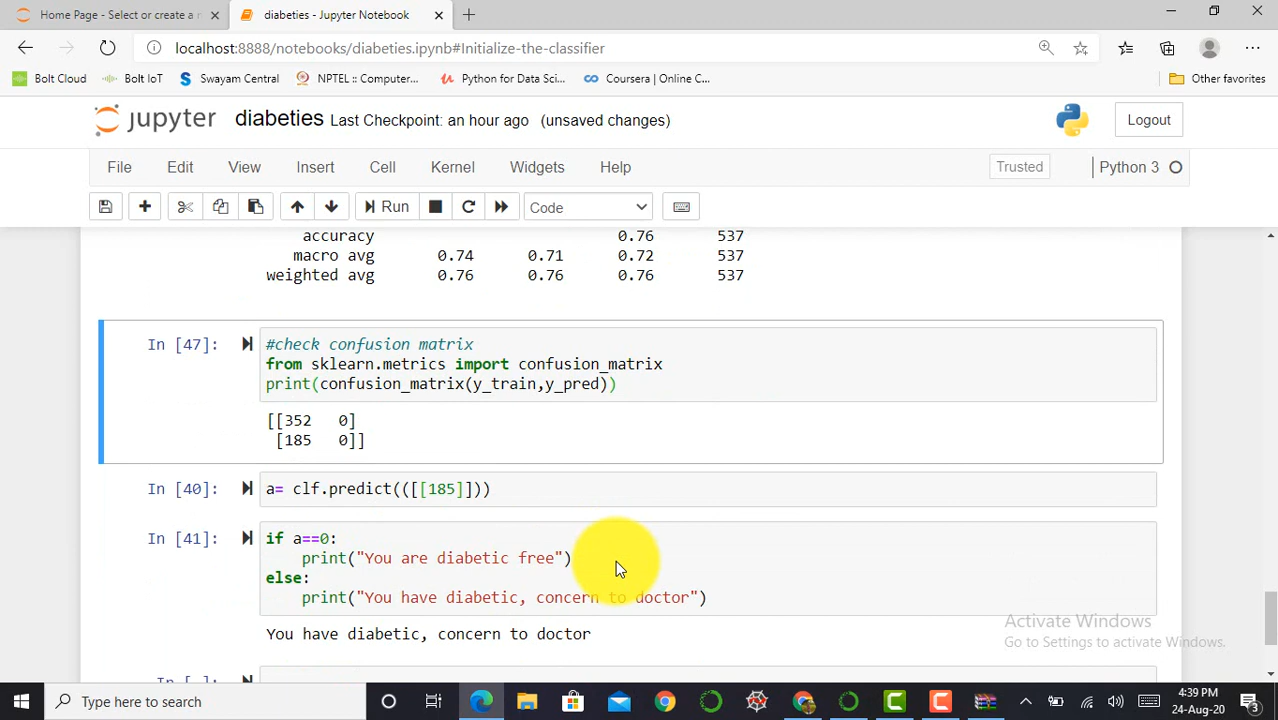 Home Page - Select or create a n
diabeties - Jupyter Notebook
localhost:8888/notebooks/diabeties.ipynb#Initialize-the-classifier
Bolt Cloud
Bolt IoT
Swayam Central
NPTEL :: Computer...
Python for Data Sci...
Coursera | Online C...
Other favorites
jupyter diabeties Last Checkpoint: an hour ago (unsaved changes)
Logout
File Edit View Insert Cell Kernel Widgets Help
Trusted
Python 3
Run
Code
accuracy 0.76 537
macro avg 0.74 0.71 0.72 537
weighted avg 0.76 0.76 0.76 537
In [47]:
#check confusion matrix
from sklearn.metrics import confusion_matrix
print(confusion_matrix(y_train,y_pred))
[[352 0]
[185 0]]
In [40]: a= clf.predict(([[185]]))
In [41]: if a==0:
print("You are diabetic free")
else:
print("You have diabetic, concern to doctor")
You have diabetic, concern to doctor
Activate Windows
Go to Settings to activate Windows.
In [ ]:
Type here to search
4:39 PM
24-Aug-20
3